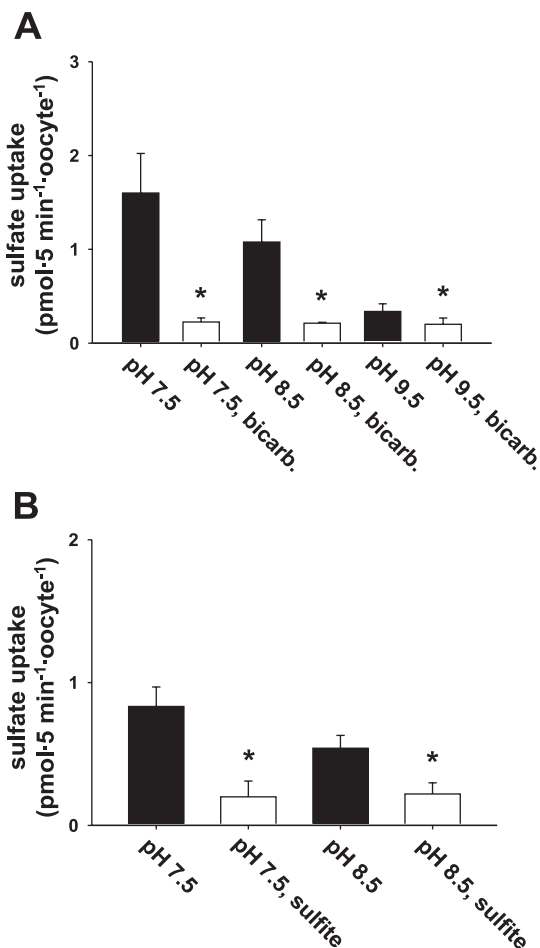 A
sulfate uptake
(pmol·5 min⁻¹·oocyte⁻¹)
3
2
1
0
*
*
*
pH 7.5
pH 7.5, bicarb.
pH 8.5
pH 8.5, bicarb.
pH 9.5
pH 9.5, bicarb.
B
sulfate uptake
(pmol·5 min⁻¹·oocyte⁻¹)
2
1
0
*
*
pH 7.5
pH 7.5, sulfite
pH 8.5
pH 8.5, sulfite